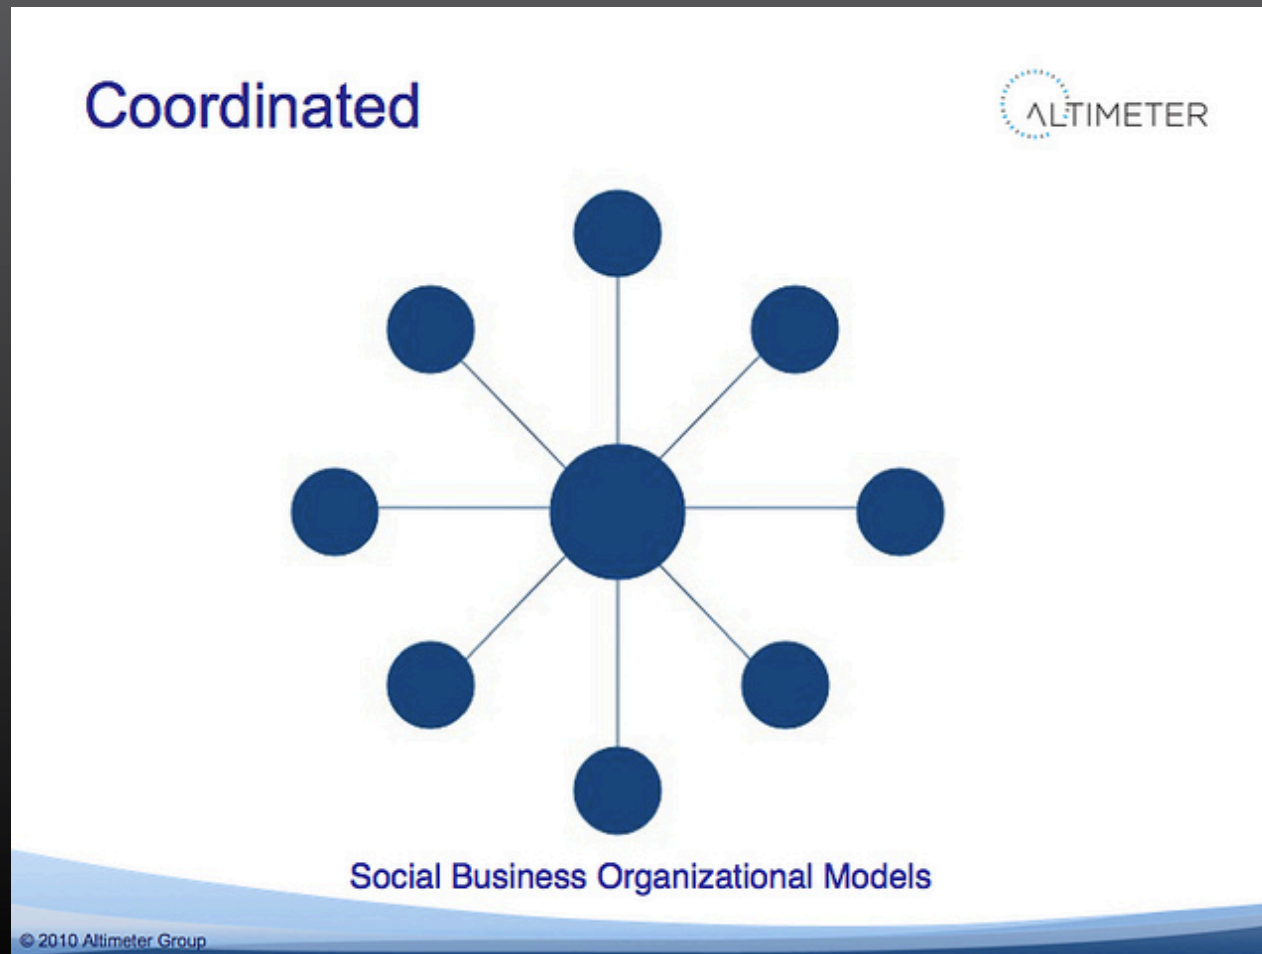 Coordinated
ALTIMETER
Social Business Organizational Models
© 2010 Altimeter Group